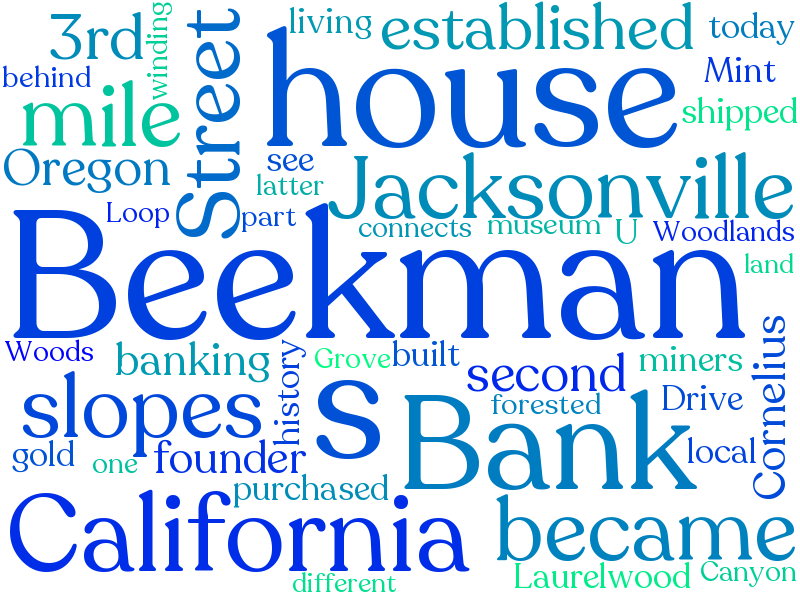 living
established
today
3rd
winding
Street
house
behind
Mint
mile
shipped
Oregon
see
latter
Jacksonville
Loop
part
connects
museum
U
Woodlands
Beekman
land
Woods
banking
history
Grove
built
second
miners
Cornelius
slopes
s
forested
Drive
Bank
gold
one
founder
local
purchased
California
became
different
Laurelwood
Canyon